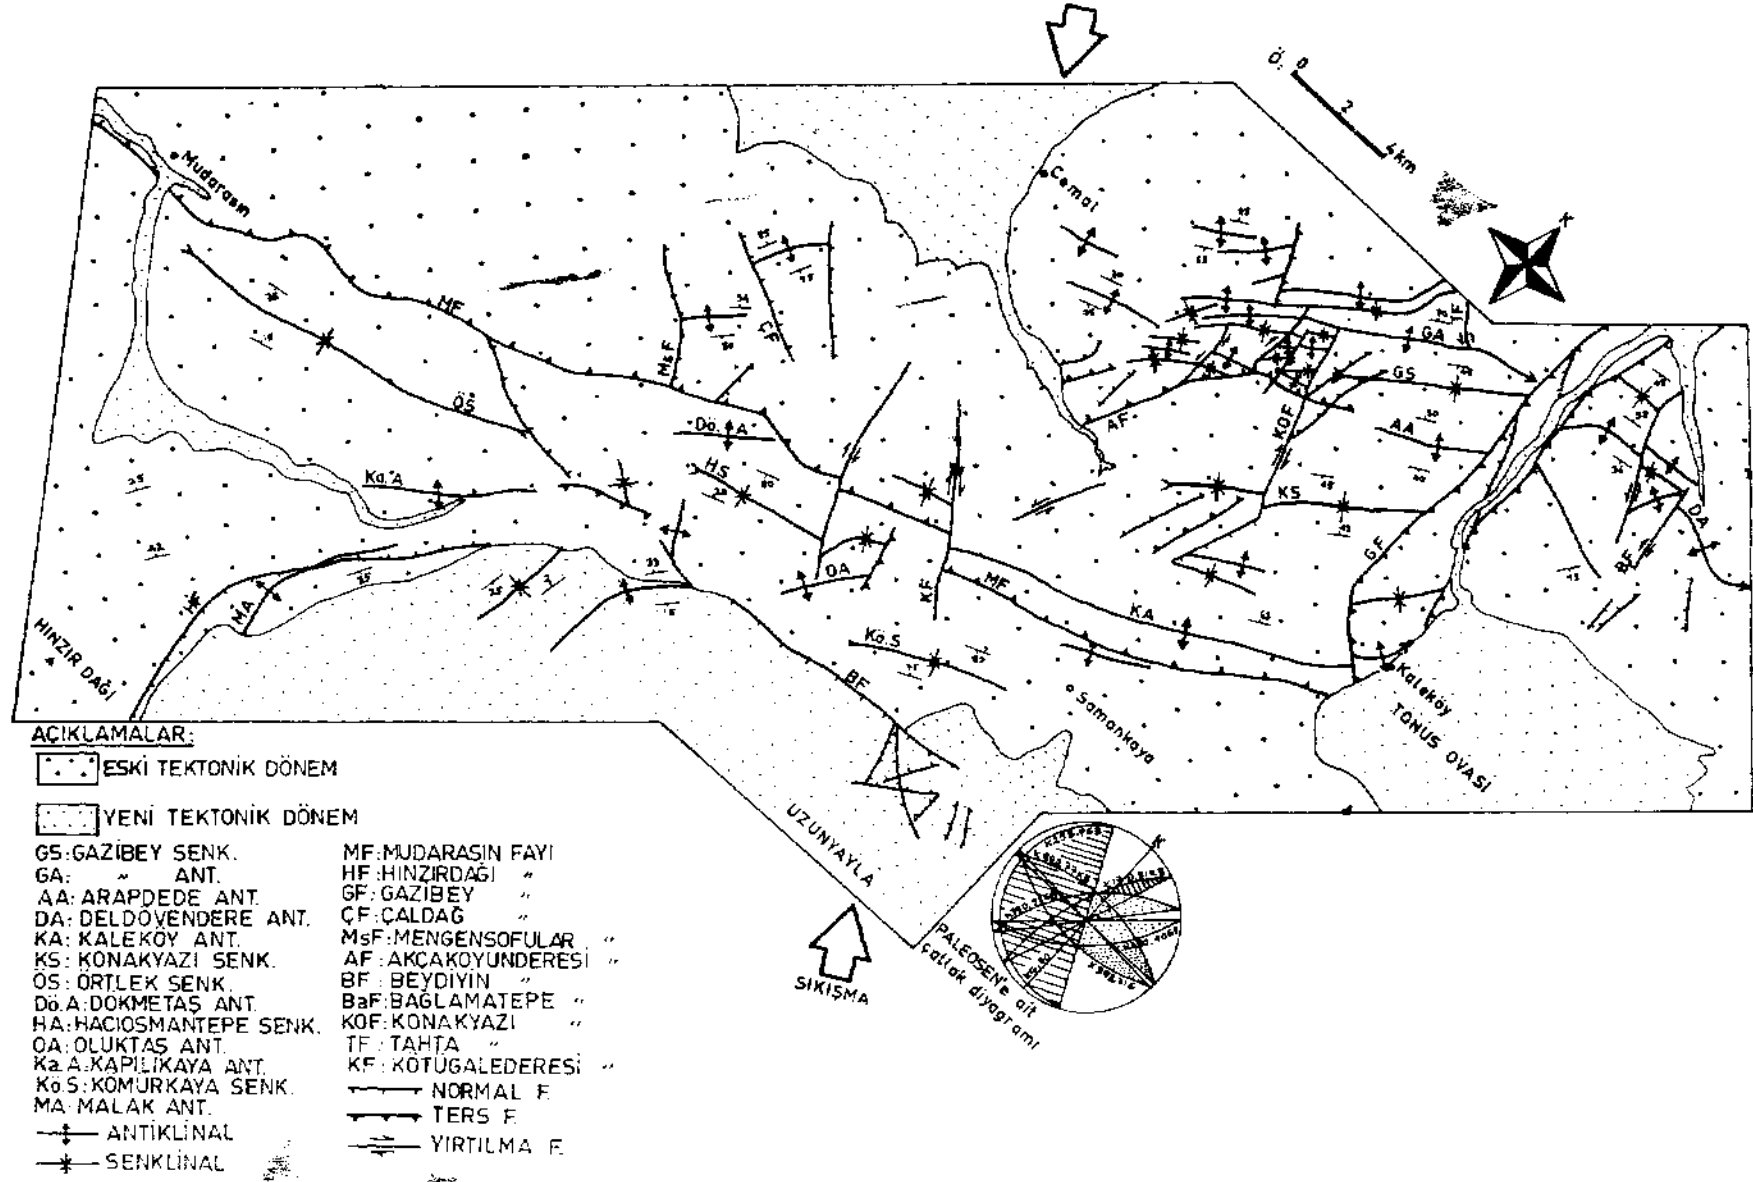 Ö: 0 2 4km
K
Mudarasın
Cemal
MF
ÇF
MsF
TF
GA
GS
ÖS
Dö. A
AF
KOF
AA
HS
Ka. A
KS
DA
GF
BF
OA
MF
KF
HF
MA
KA
Kö.S
BF
HINZIR DAĞI
Samankaya
Kaleköy
TONUS OVASI
UZUNYAYLA
SIKIŞMA
K
PALEOSEN'e ait
çatlak diyagramı
AÇIKLAMALAR:
ESKİ TEKTONİK DÖNEM
YENİ TEKTONİK DÖNEM
GS:GAZİBEY SENK.
GA: " ANT.
AA: ARAPDEDE ANT.
DA: DELDÖVENDERE ANT.
KA: KALEKÖY ANT.
KS: KONAKYAZI SENK.
ÖS: ÖRTLEK SENK.
Dö.A:DÖKMETAŞ ANT.
HA:HACIOSMANTEPE SENK.
OA:OLUKTAŞ ANT.
Ka.A:KAPILIKAYA ANT.
Kö.S:KÖMÜRKAYA SENK.
MA:MALAK ANT.
ANTİKLİNAL
SENKLİNAL
MF:MUDARASIN FAYI
HF:HINZIRDAĞI "
GF:GAZİBEY "
ÇF:ÇALDAĞ "
MsF:MENGENSOFULAR "
AF:AKÇAKOYUNDERESİ "
BF:BEYDİYİN "
BaF:BAĞLAMATEPE "
KOF:KONAKYAZI "
TF:TAHTA "
KF:KÖTÜGALEDERESİ "
NORMAL F.
TERS F.
YIRTILMA F.